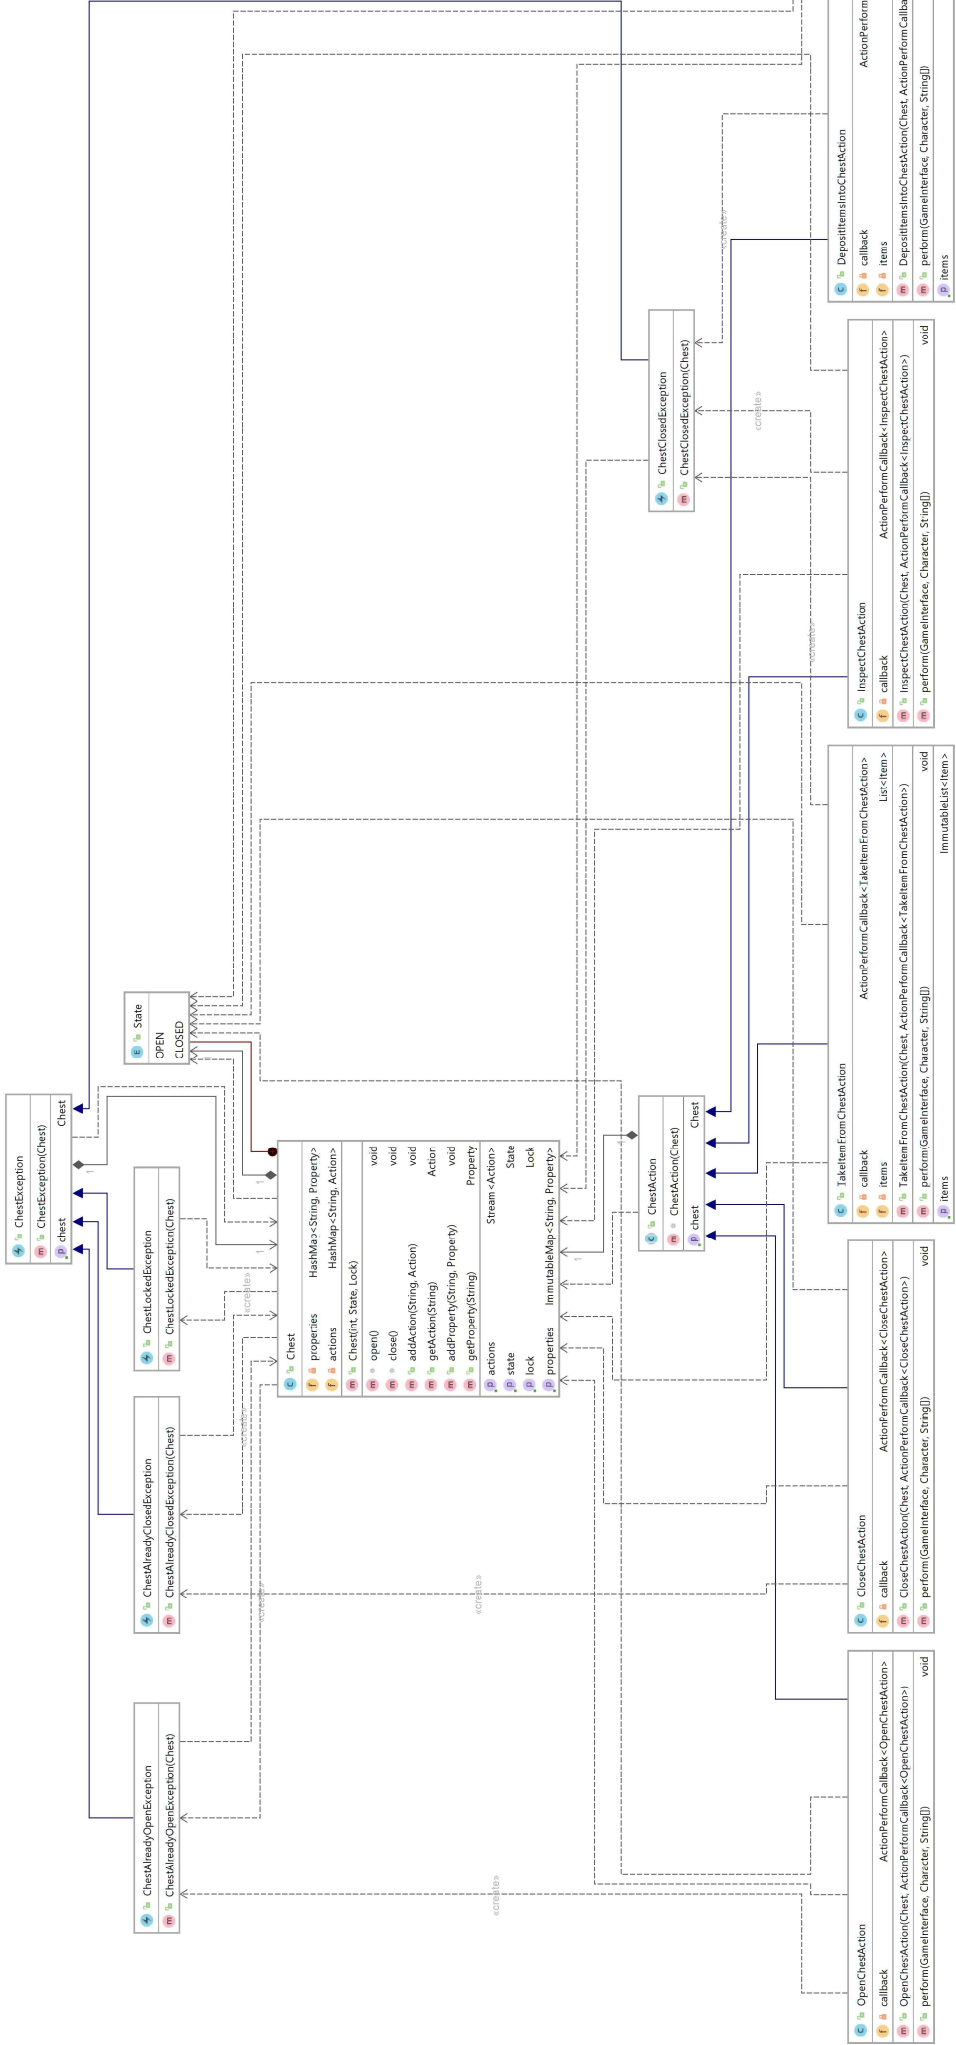 ChestException
ChestException(Chest)
chest Chest
ChestAlreadyOpenException
ChestAlreadyOpenException(Chest)
ChestAlreadyClosedException
ChestAlreadyClosedException(Chest)
ChestLockedException
ChestLockedException(Chest)
State
OPEN
CLOSED
«create»
«create»
«create»
Chest
properties HashMap<String, Property>
actions HashMap<String, Action>
Chest(int, State, Lock)
open() void
close() void
addAction(String, Action) void
getAction(String) Action
addProperty(String, Property) void
getProperty(String) Property
actions Stream<Action>
state State
lock Lock
properties ImmutableMap<String, Property>
1
1
1
1
«create»
«create»
ChestClosedException
ChestClosedException(Chest)
«create»
«create»
«create»
ChestAction
ChestAction(Chest)
chest Chest
OpenChestAction
callback ActionPerformCallback<OpenChestAction>
OpenChestAction(Chest, ActionPerformCallback<OpenChestAction>)
perform(GameInterface, Character, String[]) void
CloseChestAction
callback ActionPerformCallback<CloseChestAction>
CloseChestAction(Chest, ActionPerformCallback<CloseChestAction>)
perform(GameInterface, Character, String[]) void
TakeItemFromChestAction
callback ActionPerformCallback<TakeItemFromChestAction>
items List<Item>
TakeItemFromChestAction(Chest, ActionPerformCallback<TakeItemFromChestAction>)
perform(GameInterface, Character, String[]) void
items ImmutableList<Item>
InspectChestAction
callback ActionPerformCallback<InspectChestAction>
InspectChestAction(Chest, ActionPerformCallback<InspectChestAction>)
perform(GameInterface, Character, String[]) void
DepositItemsIntoChestAction
callback ActionPerform
items
DepositItemsIntoChestAction(Chest, ActionPerformCallba
perform(GameInterface, Character, String[])
items